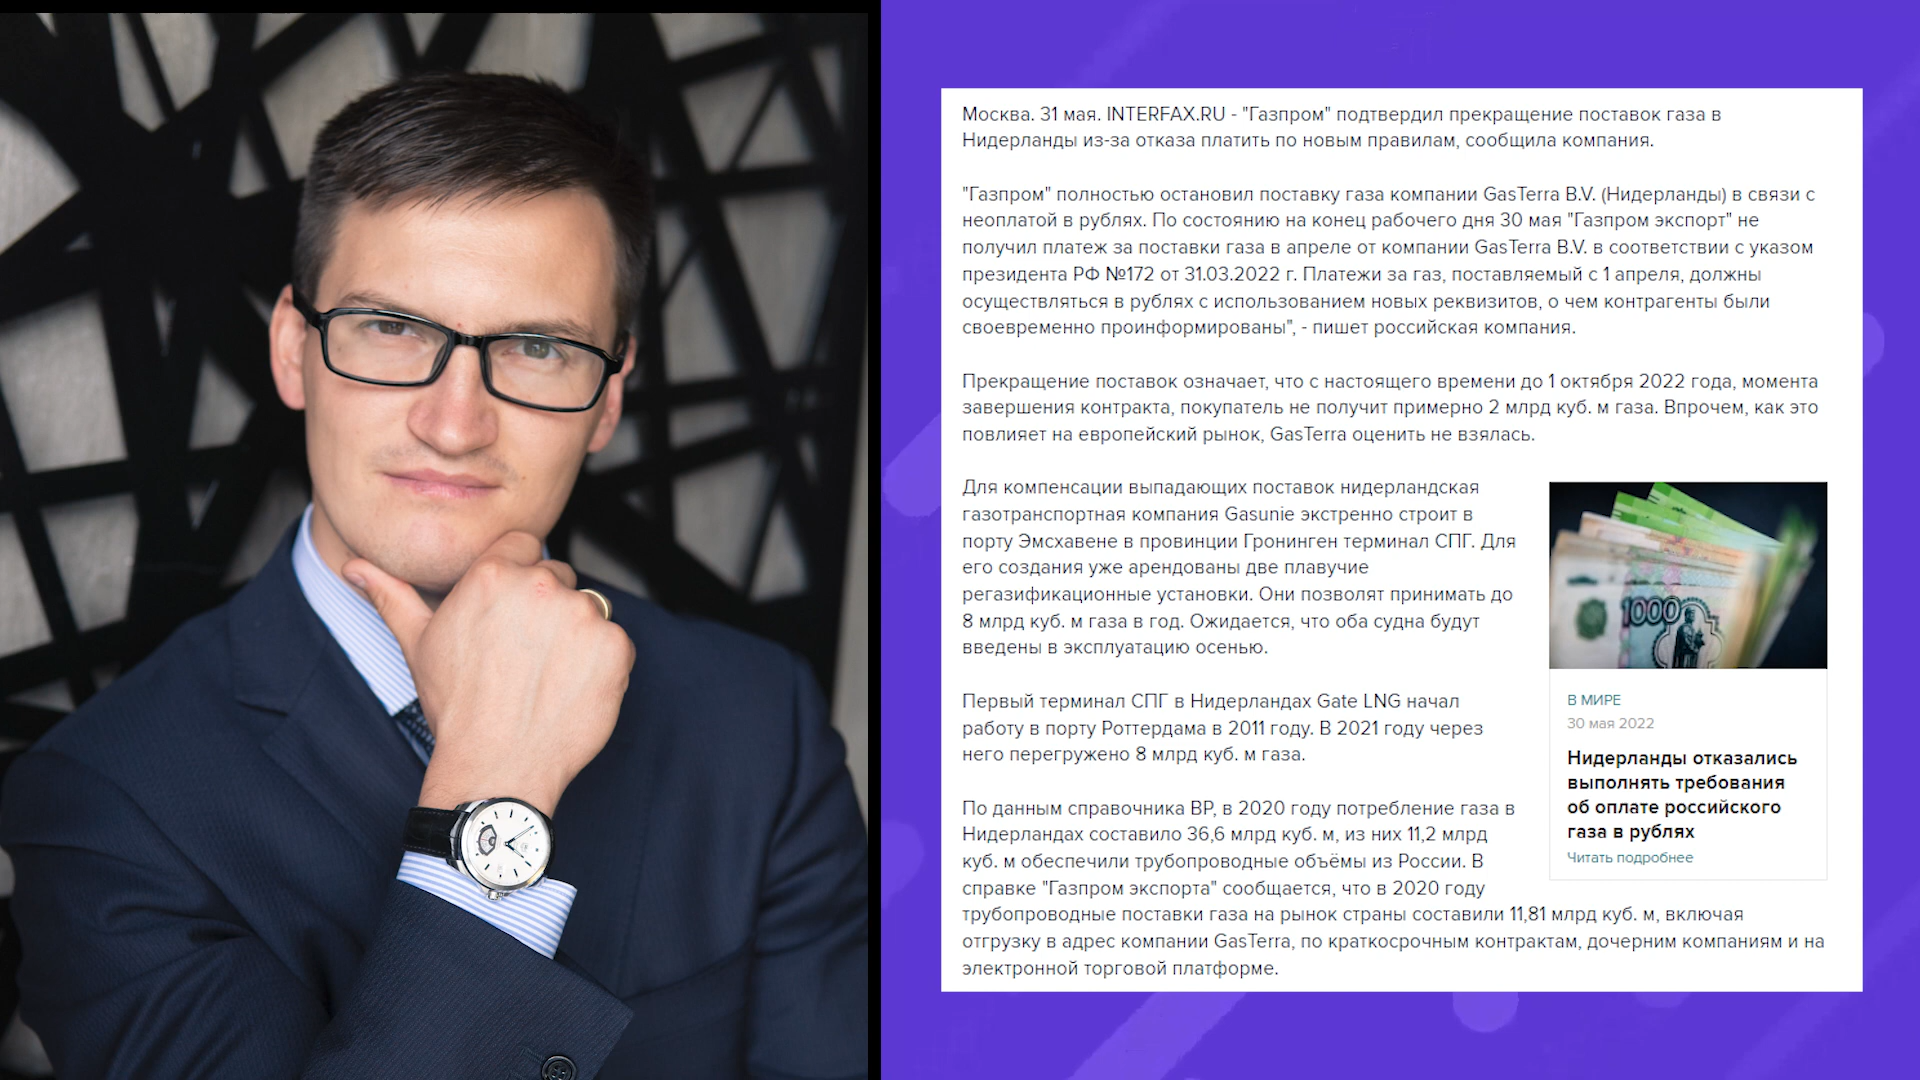 Москва. 31 мая. INTERFAX.RU - "Газпром" подтвердил прекращение поставок газа в
Нидерланды из-за отказа платить по новым правилам, сообщила компания.
"Газпром" полностью остановил поставку газа компании GasTerra B.V. (Нидерланды) в связи с
неоплатой в рублях. По состоянию на конец рабочего дня 30 мая "Газпром экспорт" не
получил платеж за поставки газа в апреле от компании GasTerra B.V. в соответствии с указом
президента РФ №172 от 31.03.2022 г. Платежи за газ, поставляемый с 1 апреля, должны
осуществляться в рублях с использованием новых реквизитов, о чем контрагенты были
своевременно проинформированы", - пишет российская компания.
Прекращение поставок означает, что с настоящего времени до 1 октября 2022 года, момента
завершения контракта, покупатель не получит примерно 2 млрд куб. м газа. Впрочем, как это
повлияет на европейский рынок, GasTerra оценить не взялась.
Для компенсации выпадающих поставок нидерландская
газотранспортная компания Gasunie экстренно строит в
порту Эмсхавене в провинции Гронинген терминал СПГ. Для
его создания уже арендованы две плавучие
регазификационные установки. Они позволят принимать до
8 млрд куб. м газа в год. Ожидается, что оба судна будут
введены в эксплуатацию осенью.
Первый терминал СПГ в Нидерландах Gate LNG начал
работу в порту Роттердама в 2011 году. В 2021 году через
него перегружено 8 млрд куб. м газа.
По данным справочника BP, в 2020 году потребление газа в
Нидерландах составило 36,6 млрд куб. м, из них 11,2 млрд
куб. м обеспечили трубопроводные объёмы из России. В
справке "Газпром экспорта" сообщается, что в 2020 году
трубопроводные поставки газа на рынок страны составили 11,81 млрд куб. м, включая
отгрузку в адрес компании GasTerra, по краткосрочным контрактам, дочерним компаниям и на
электронной торговой платформе.
1000
В МИРЕ
30 мая 2022
Нидерланды отказались
выполнять требования
об оплате российского
газа в рублях
Читать подробнее